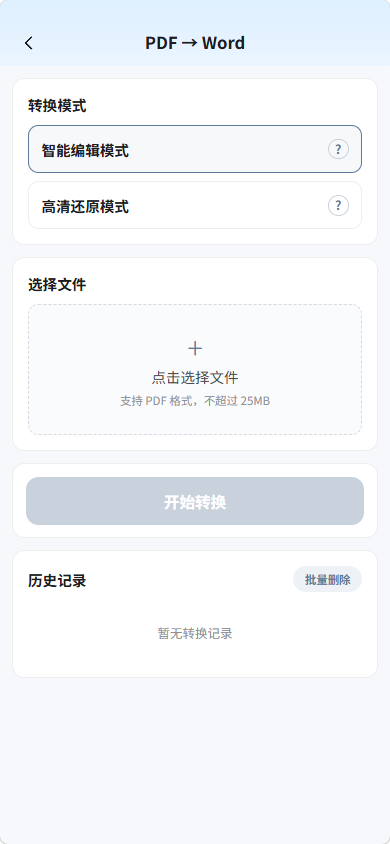 PDF → Word
转换模式
智能编辑模式
?
高清还原模式
?
选择文件
+
点击选择文件
支持 PDF 格式，不超过 25MB
开始转换
历史记录
批量删除
暂无转换记录